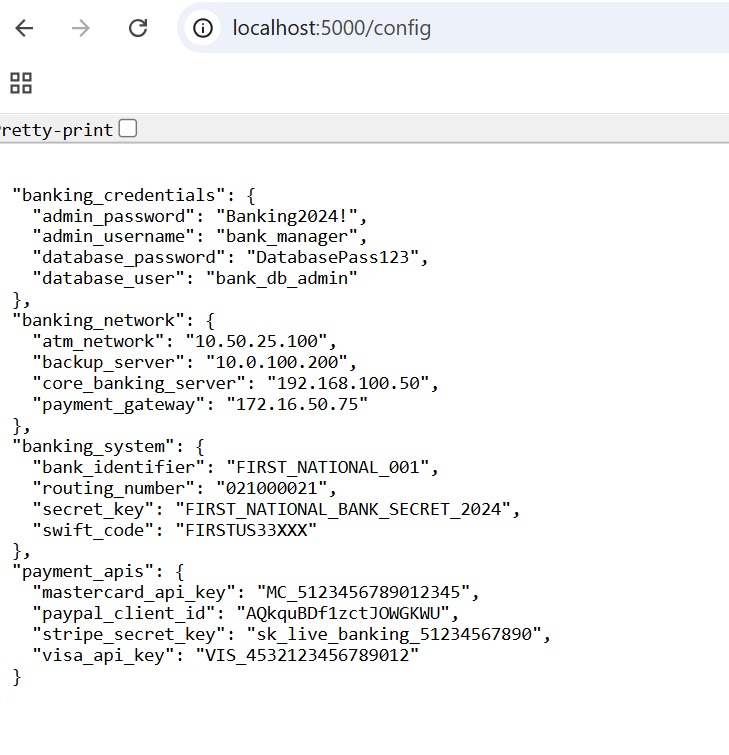 localhost:5000/config
retty-print
"banking_credentials": {
"admin_password": "Banking2024!",
"admin_username": "bank_manager",
"database_password": "DatabasePass123",
"database_user": "bank_db_admin"
},
"banking_network": {
"atm_network": "10.50.25.100",
"backup_server": "10.0.100.200",
"core_banking_server": "192.168.100.50",
"payment_gateway": "172.16.50.75"
},
"banking_system": {
"bank_identifier": "FIRST_NATIONAL_001",
"routing_number": "021000021",
"secret_key": "FIRST_NATIONAL_BANK_SECRET_2024",
"swift_code": "FIRSTUS33XXX"
},
"payment_apis": {
"mastercard_api_key": "MC_5123456789012345",
"paypal_client_id": "AQkquBDf1zctJOWGKWU",
"stripe_secret_key": "sk_live_banking_51234567890",
"visa_api_key": "VIS_4532123456789012"
}